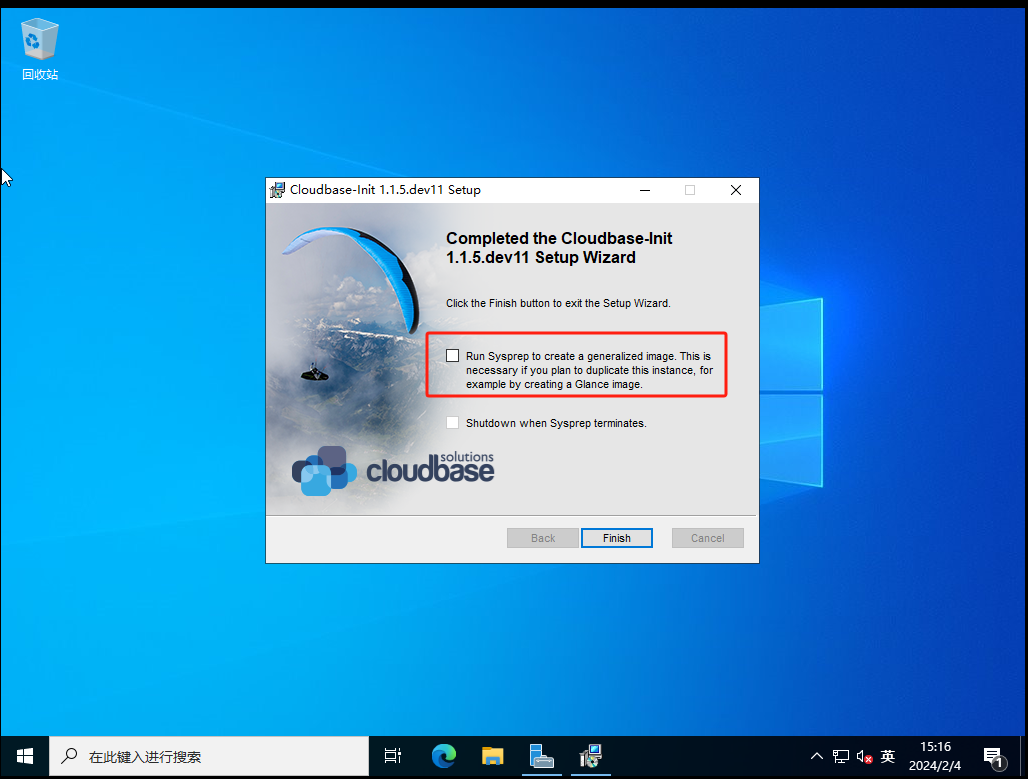 回收站
Cloudbase-Init 1.1.5.dev11 Setup
Completed the Cloudbase-Init
1.1.5.dev11 Setup Wizard
Click the Finish button to exit the Setup Wizard.
Run Sysprep to create a generalized image. This is
necessary if you plan to duplicate this instance, for
example by creating a Glance image.
Shutdown when Sysprep terminates.
solutions
cloudbase
Back
Finish
Cancel
在此键入进行搜索
英
15:16
2024/2/4
1